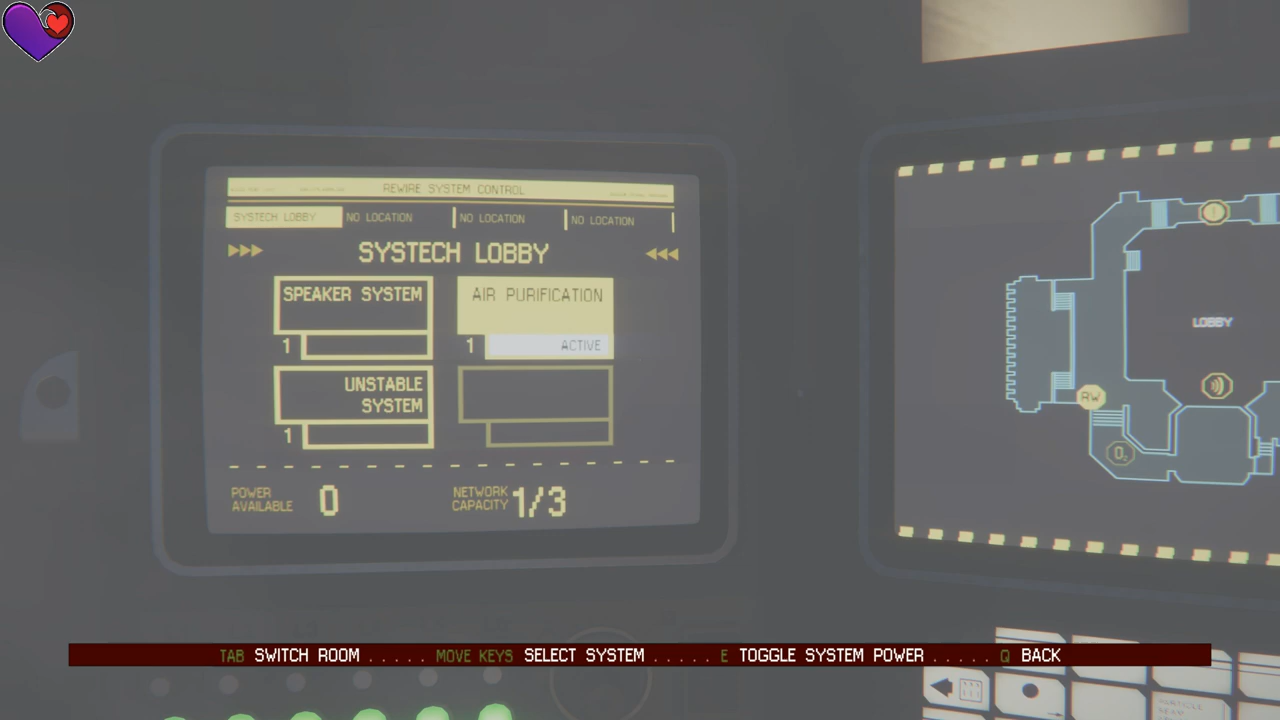 REWIRE SYSTEM CONTROL
SYSTECH LOBBY
NO LOCATION
NO LOCATION
NO LOCATION
SYSTECH LOBBY
SPEAKER SYSTEM
AIR PURIFICATION
1
1
ACTIVE
UNSTABLE
SYSTEM
1
POWER
AVAILABLE
0
NETWORK
CAPACITY
1/3
LOBBY
RW
O2
TAB SWITCH ROOM ..... MOVE KEYS SELECT SYSTEM ..... E TOGGLE SYSTEM POWER ..... Q BACK